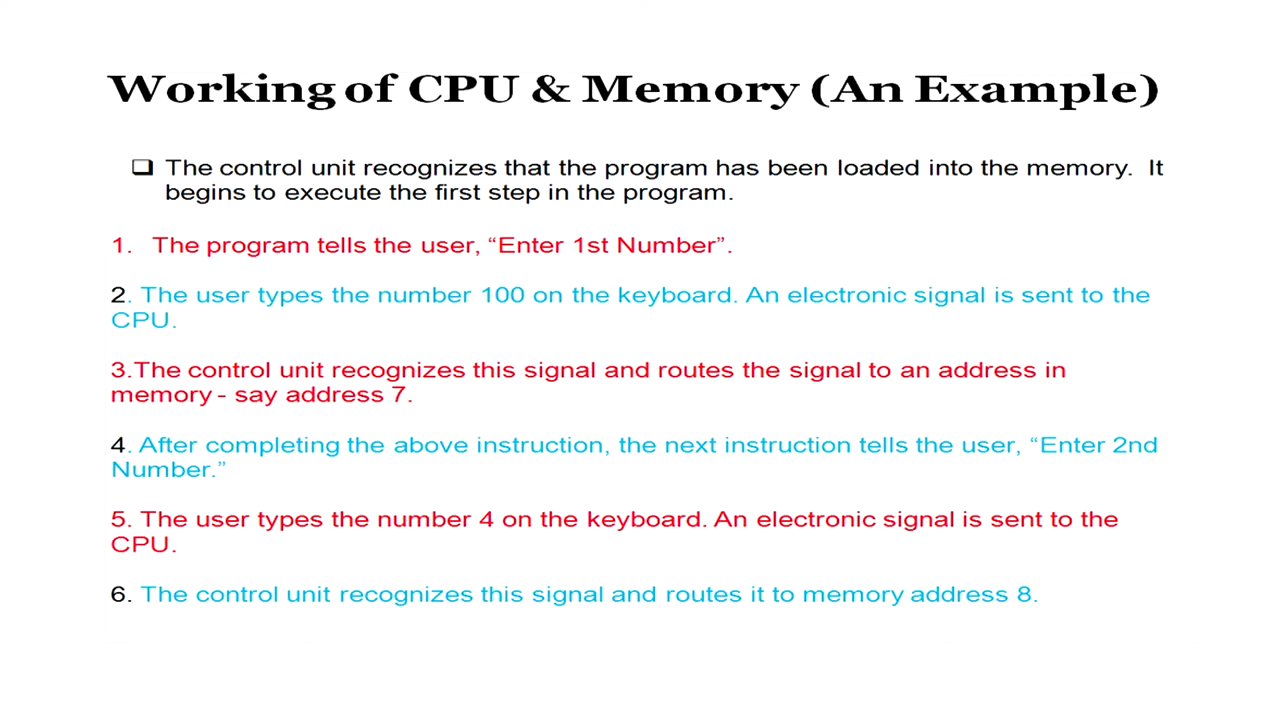 Working of CPU & Memory (An Example)
❑ The control unit recognizes that the program has been loaded into the memory. It
begins to execute the first step in the program.
1. The program tells the user, “Enter 1st Number”.
2. The user types the number 100 on the keyboard. An electronic signal is sent to the
CPU.
3.The control unit recognizes this signal and routes the signal to an address in
memory - say address 7.
4. After completing the above instruction, the next instruction tells the user, “Enter 2nd
Number.”
5. The user types the number 4 on the keyboard. An electronic signal is sent to the
CPU.
6. The control unit recognizes this signal and routes it to memory address 8.